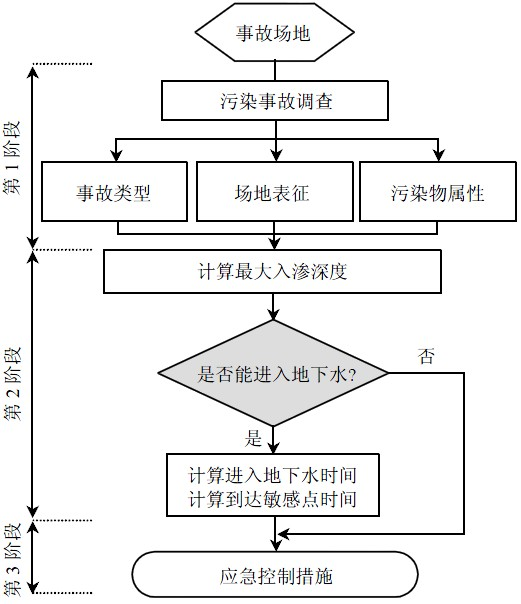 事故场地
第1阶段
污染事故调查
事故类型
场地表征
污染物属性
第2阶段
计算最大入渗深度
是否能进入地下水?
否
是
计算进入地下水时间
计算到达敏感点时间
第3阶段
应急控制措施